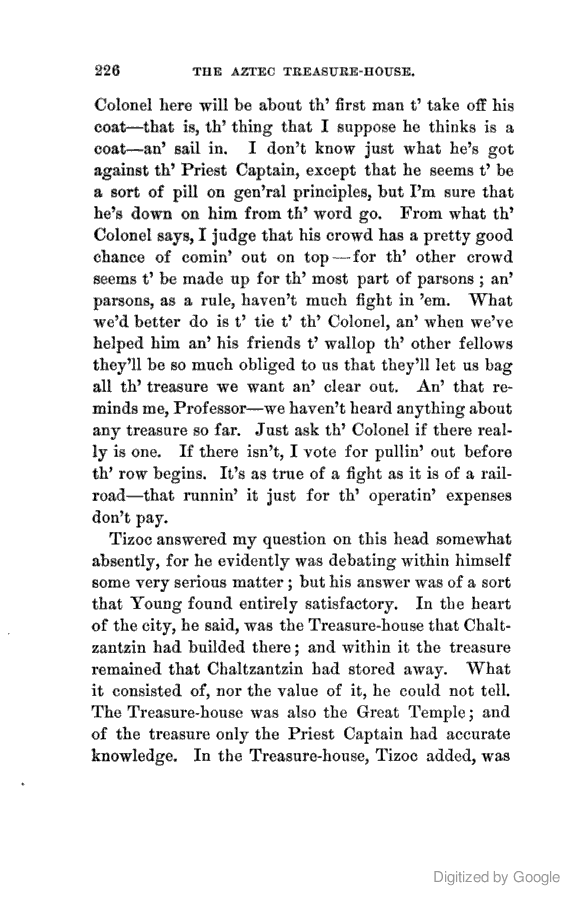 226 THE AZTEC TREASURE-HOUSE.
Colonel here will be about th' first man t' take off his
coat—that is, th' thing that I suppose he thinks is a
coat—an' sail in. I don't know just what he's got
against th' Priest Captain, except that he seems t' be
a sort of pill on gen'ral principles, but I'm sure that
he's down on him from th' word go. From what th'
Colonel says, I judge that his crowd has a pretty good
chance of comin' out on top—for th' other crowd
seems t' be made up for th' most part of parsons; an'
parsons, as a rule, haven't much fight in 'em. What
we'd better do is t' tie t' th' Colonel, an' when we've
helped him an' his friends t' wallop th' other fellows
they'll be so much obliged to us that they'll let us bag
all th' treasure we want an' clear out. An' that re-
minds me, Professor—we haven't heard anything about
any treasure so far. Just ask th' Colonel if there real-
ly is one. If there isn't, I vote for pullin' out before
th' row begins. It's as true of a fight as it is of a rail-
road—that runnin' it just for th' operatin' expenses
don't pay.
Tizoc answered my question on this head somewhat
absently, for he evidently was debating within himself
some very serious matter; but his answer was of a sort
that Young found entirely satisfactory. In the heart
of the city, he said, was the Treasure-house that Chalt-
zantzin had builded there; and within it the treasure
remained that Chaltzantzin had stored away. What
it consisted of, nor the value of it, he could not tell.
The Treasure-house was also the Great Temple; and
of the treasure only the Priest Captain had accurate
knowledge. In the Treasure-house, Tizoc added, was
Digitized by Google